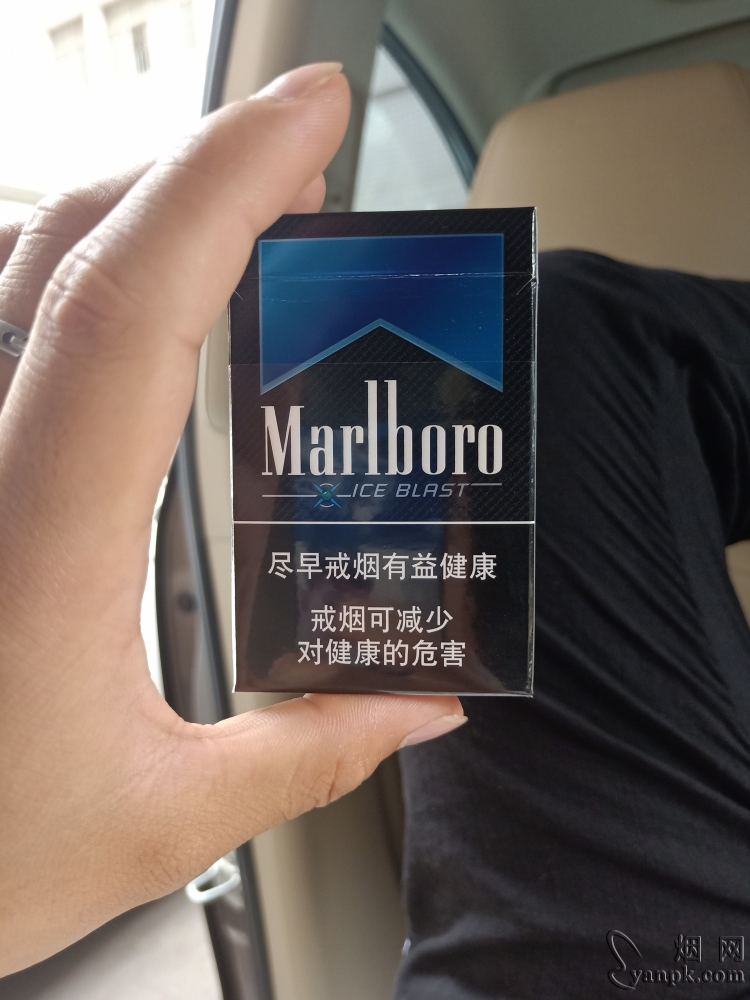 Marlboro
ICE BLAST
尽早戒烟有益健康
戒烟可减少
对健康的危害
烟网
yanpk.com